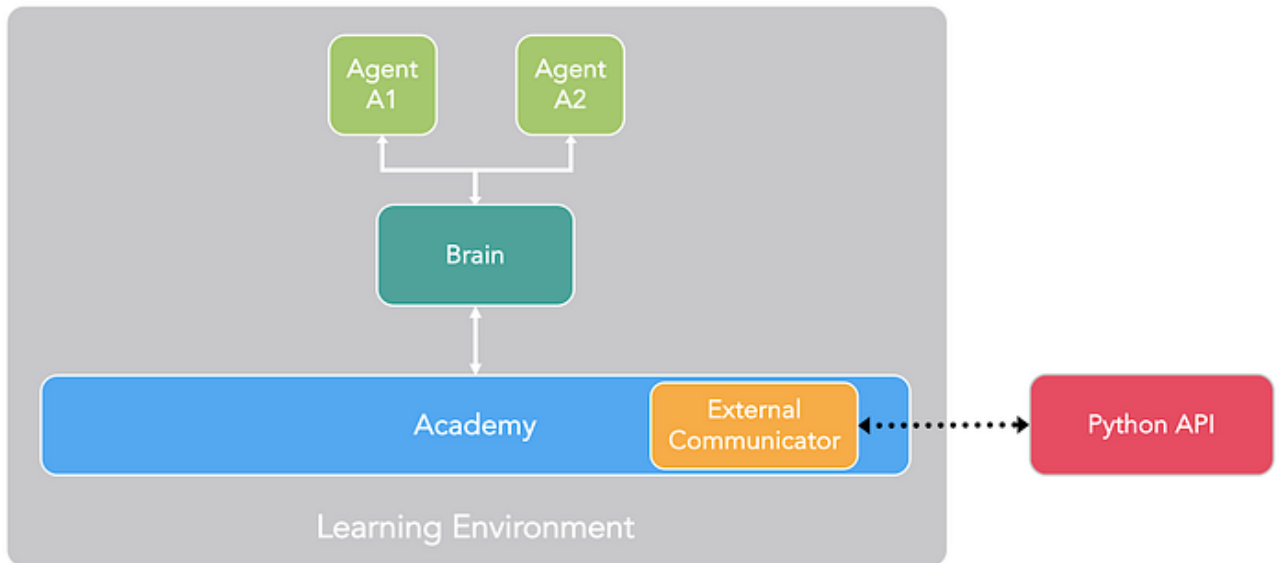 Agent
A1
Agent
A2
Brain
Academy
External
Communicator
Python API
Learning Environment